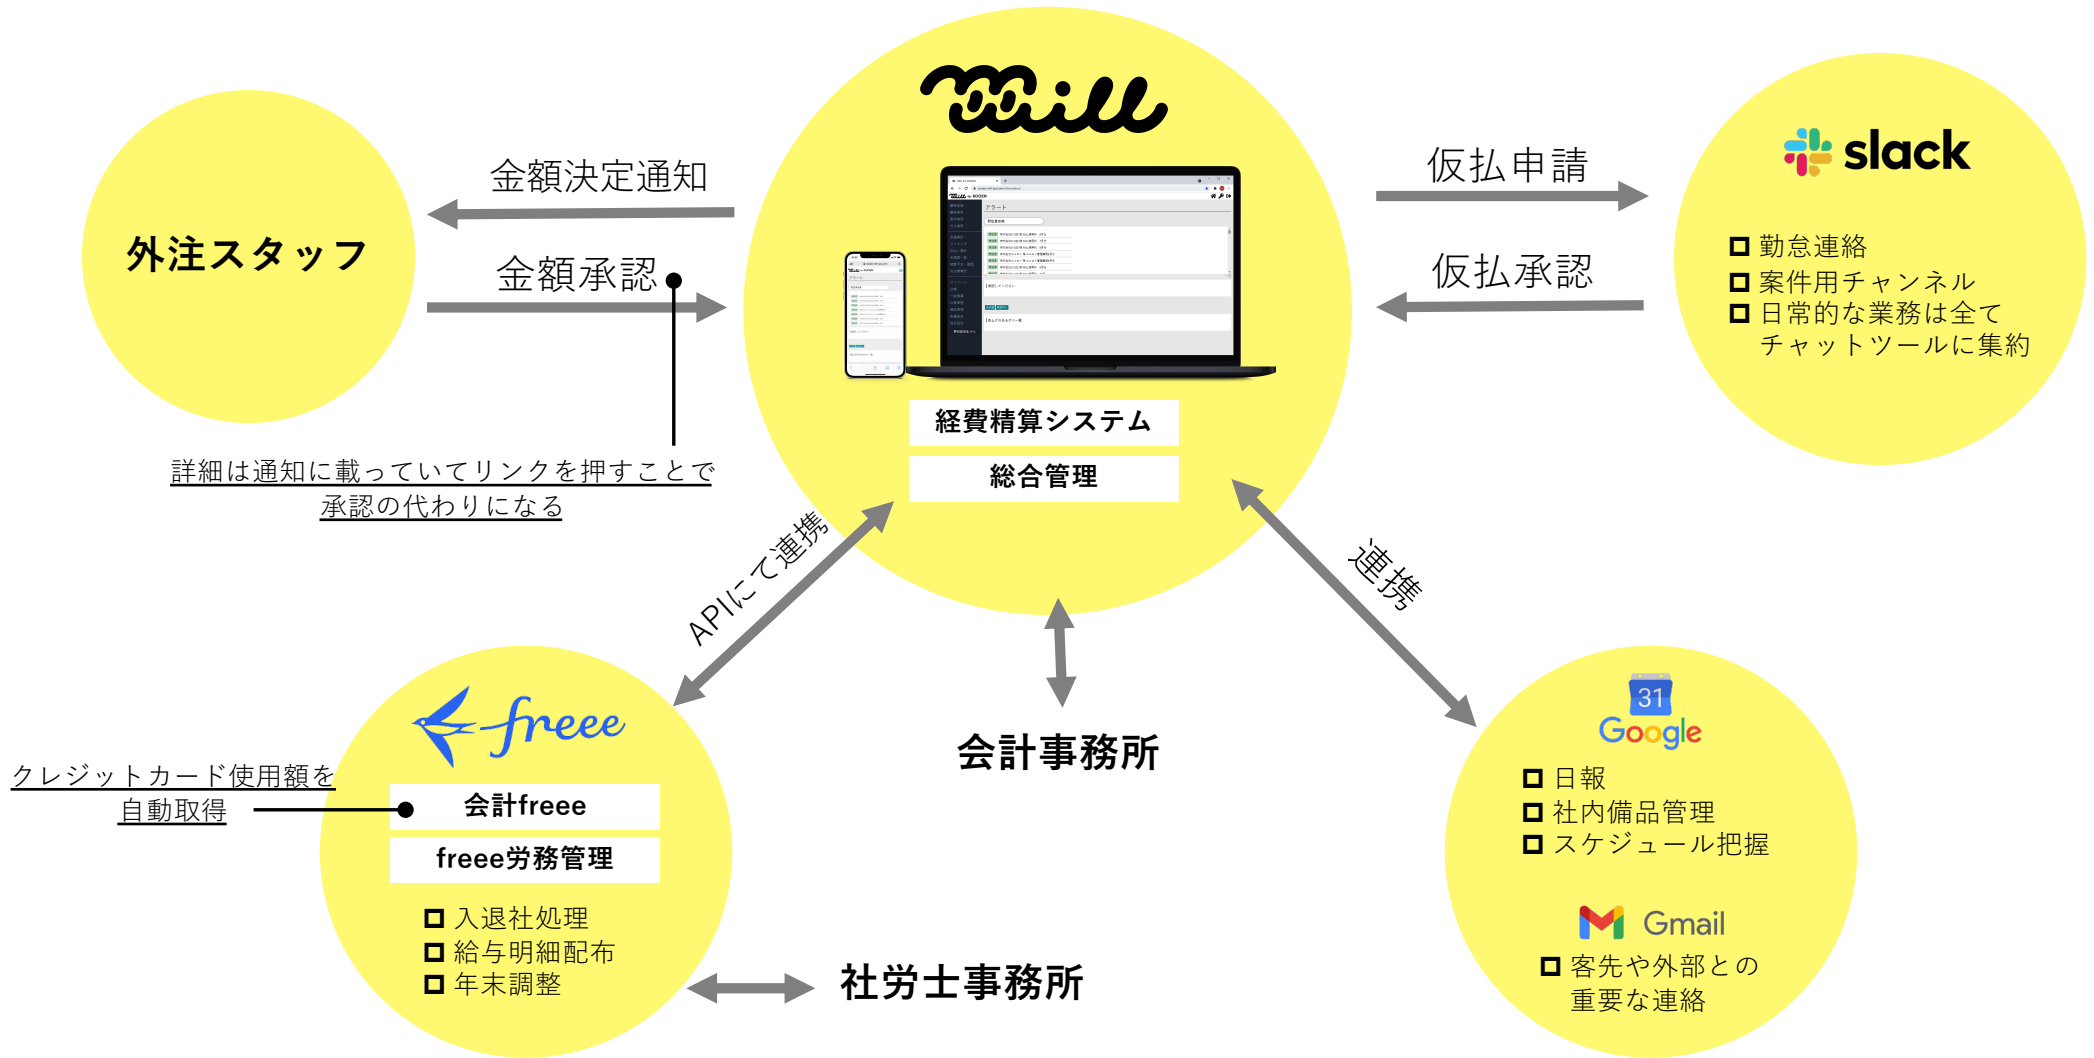 mill
外注スタッフ
金額決定通知
金額承認
詳細は通知に載っていてリンクを押すことで
承認の代わりになる
アラート
経費精算システム
総合管理
仮払申請
仮払承認
slack
勤怠連絡
案件用チャンネル
日常的な業務は全て
チャットツールに集約
APIにて連携
連携
freee
クレジットカード使用額を
自動取得
会計freee
freee労務管理
入退社処理
給与明細配布
年末調整
会計事務所
社労士事務所
31
Google
日報
社内備品管理
スケジュール把握
Gmail
客先や外部との
重要な連絡